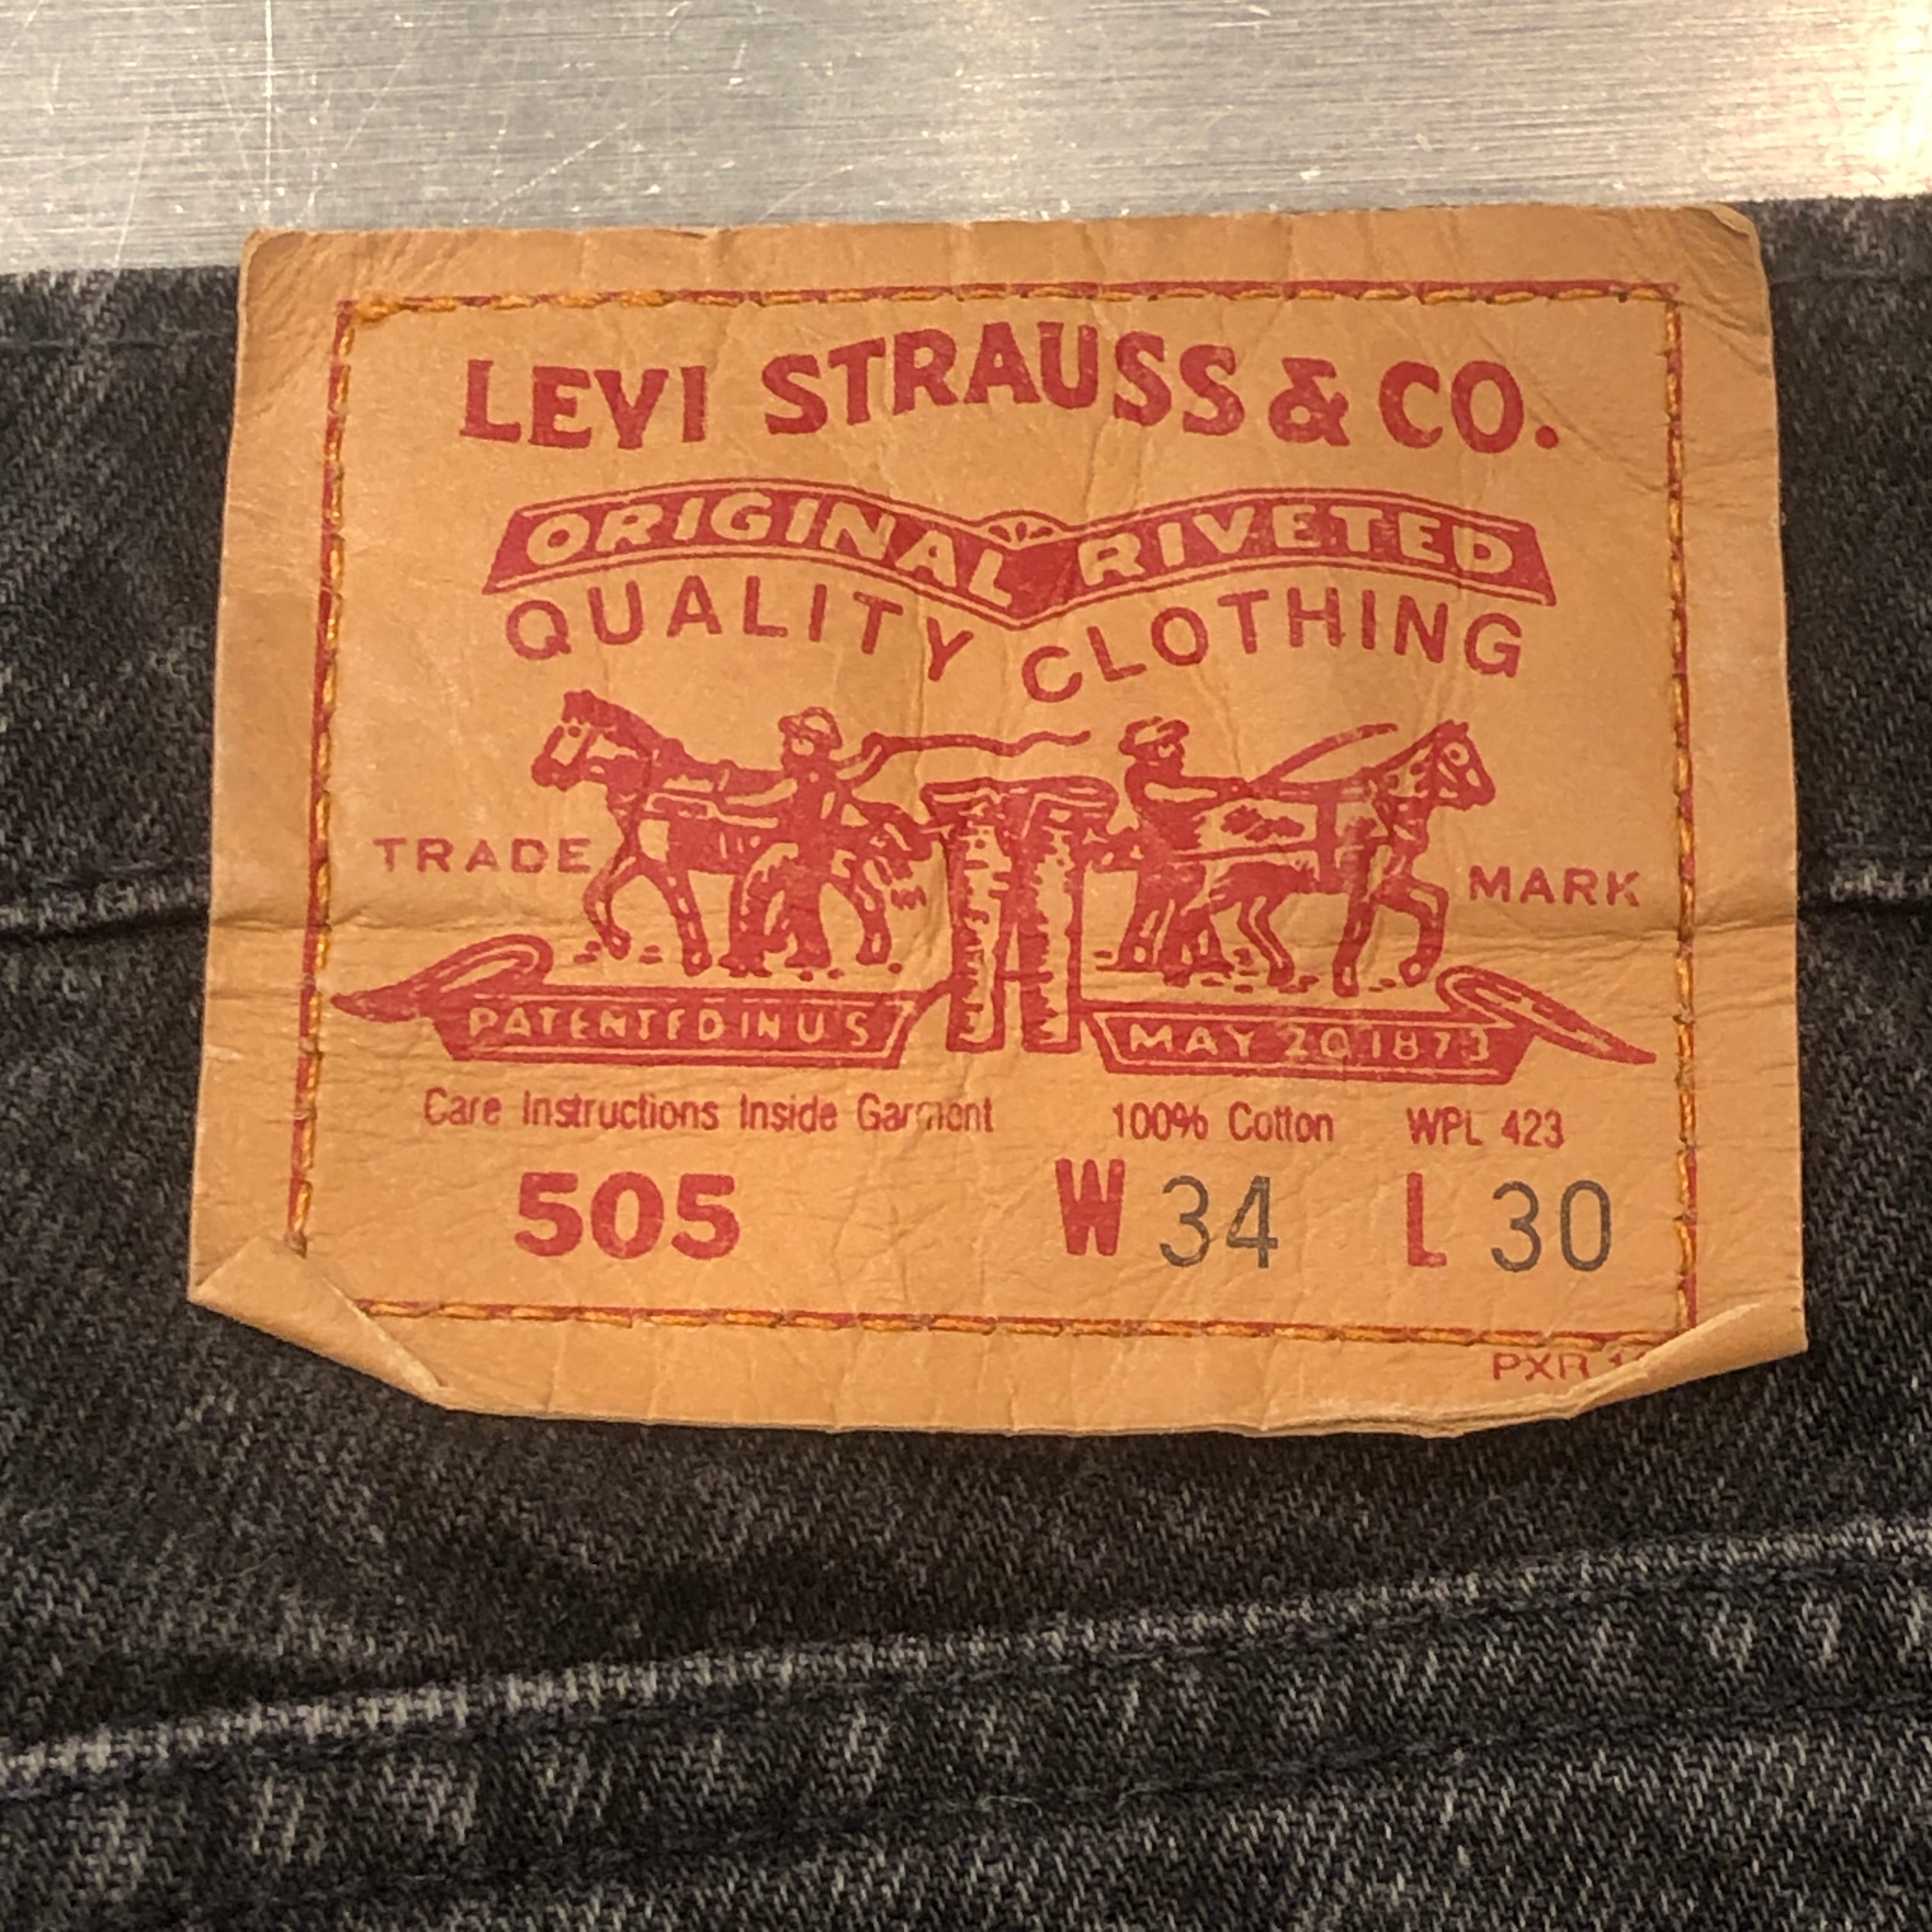 LEVI STRAUSS & CO.
ORIGINAL RIVETED
QUALITY CLOTHING
TRADE MARK
PATENTED IN U S MAY 20 1873
Care Instructions Inside Garment 100% Cotton WPL 423
505 W 34 L 30
PXR